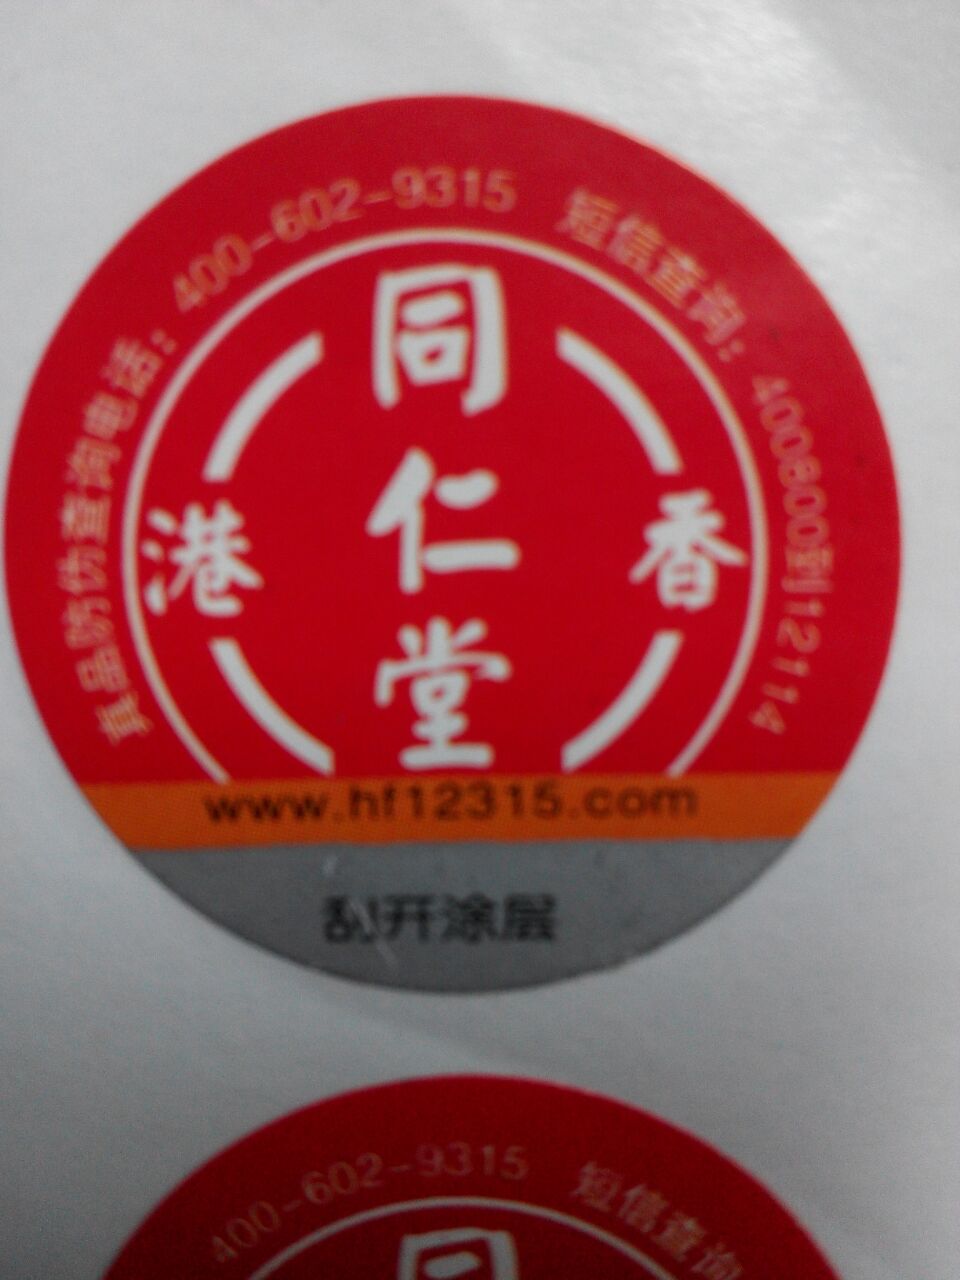 真品防伪查询电话：400-602-9315 短信查询：400800到12114
同仁堂
港 香
www.hf12315.com
刮开涂层
400-602-9315 短信查询
同